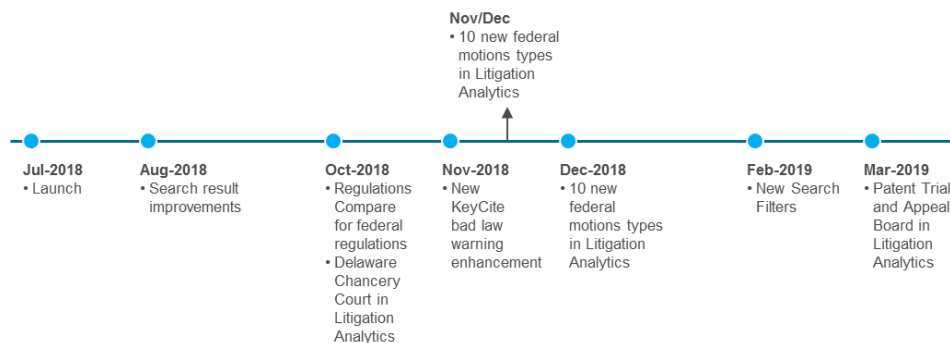 Nov/Dec
• 10 new federal
motions types
in Litigation
Analytics
Jul-2018
• Launch
Aug-2018
• Search result
improvements
Oct-2018
• Regulations
Compare
for federal
regulations
• Delaware
Chancery
Court in
Litigation
Analytics
Nov-2018
• New
KeyCite
bad law
warning
enhancement
Dec-2018
• 10 new
federal
motions types
in Litigation
Analytics
Feb-2019
• New Search
Filters
Mar-2019
• Patent Trial
and Appeal
Board in
Litigation
Analytics